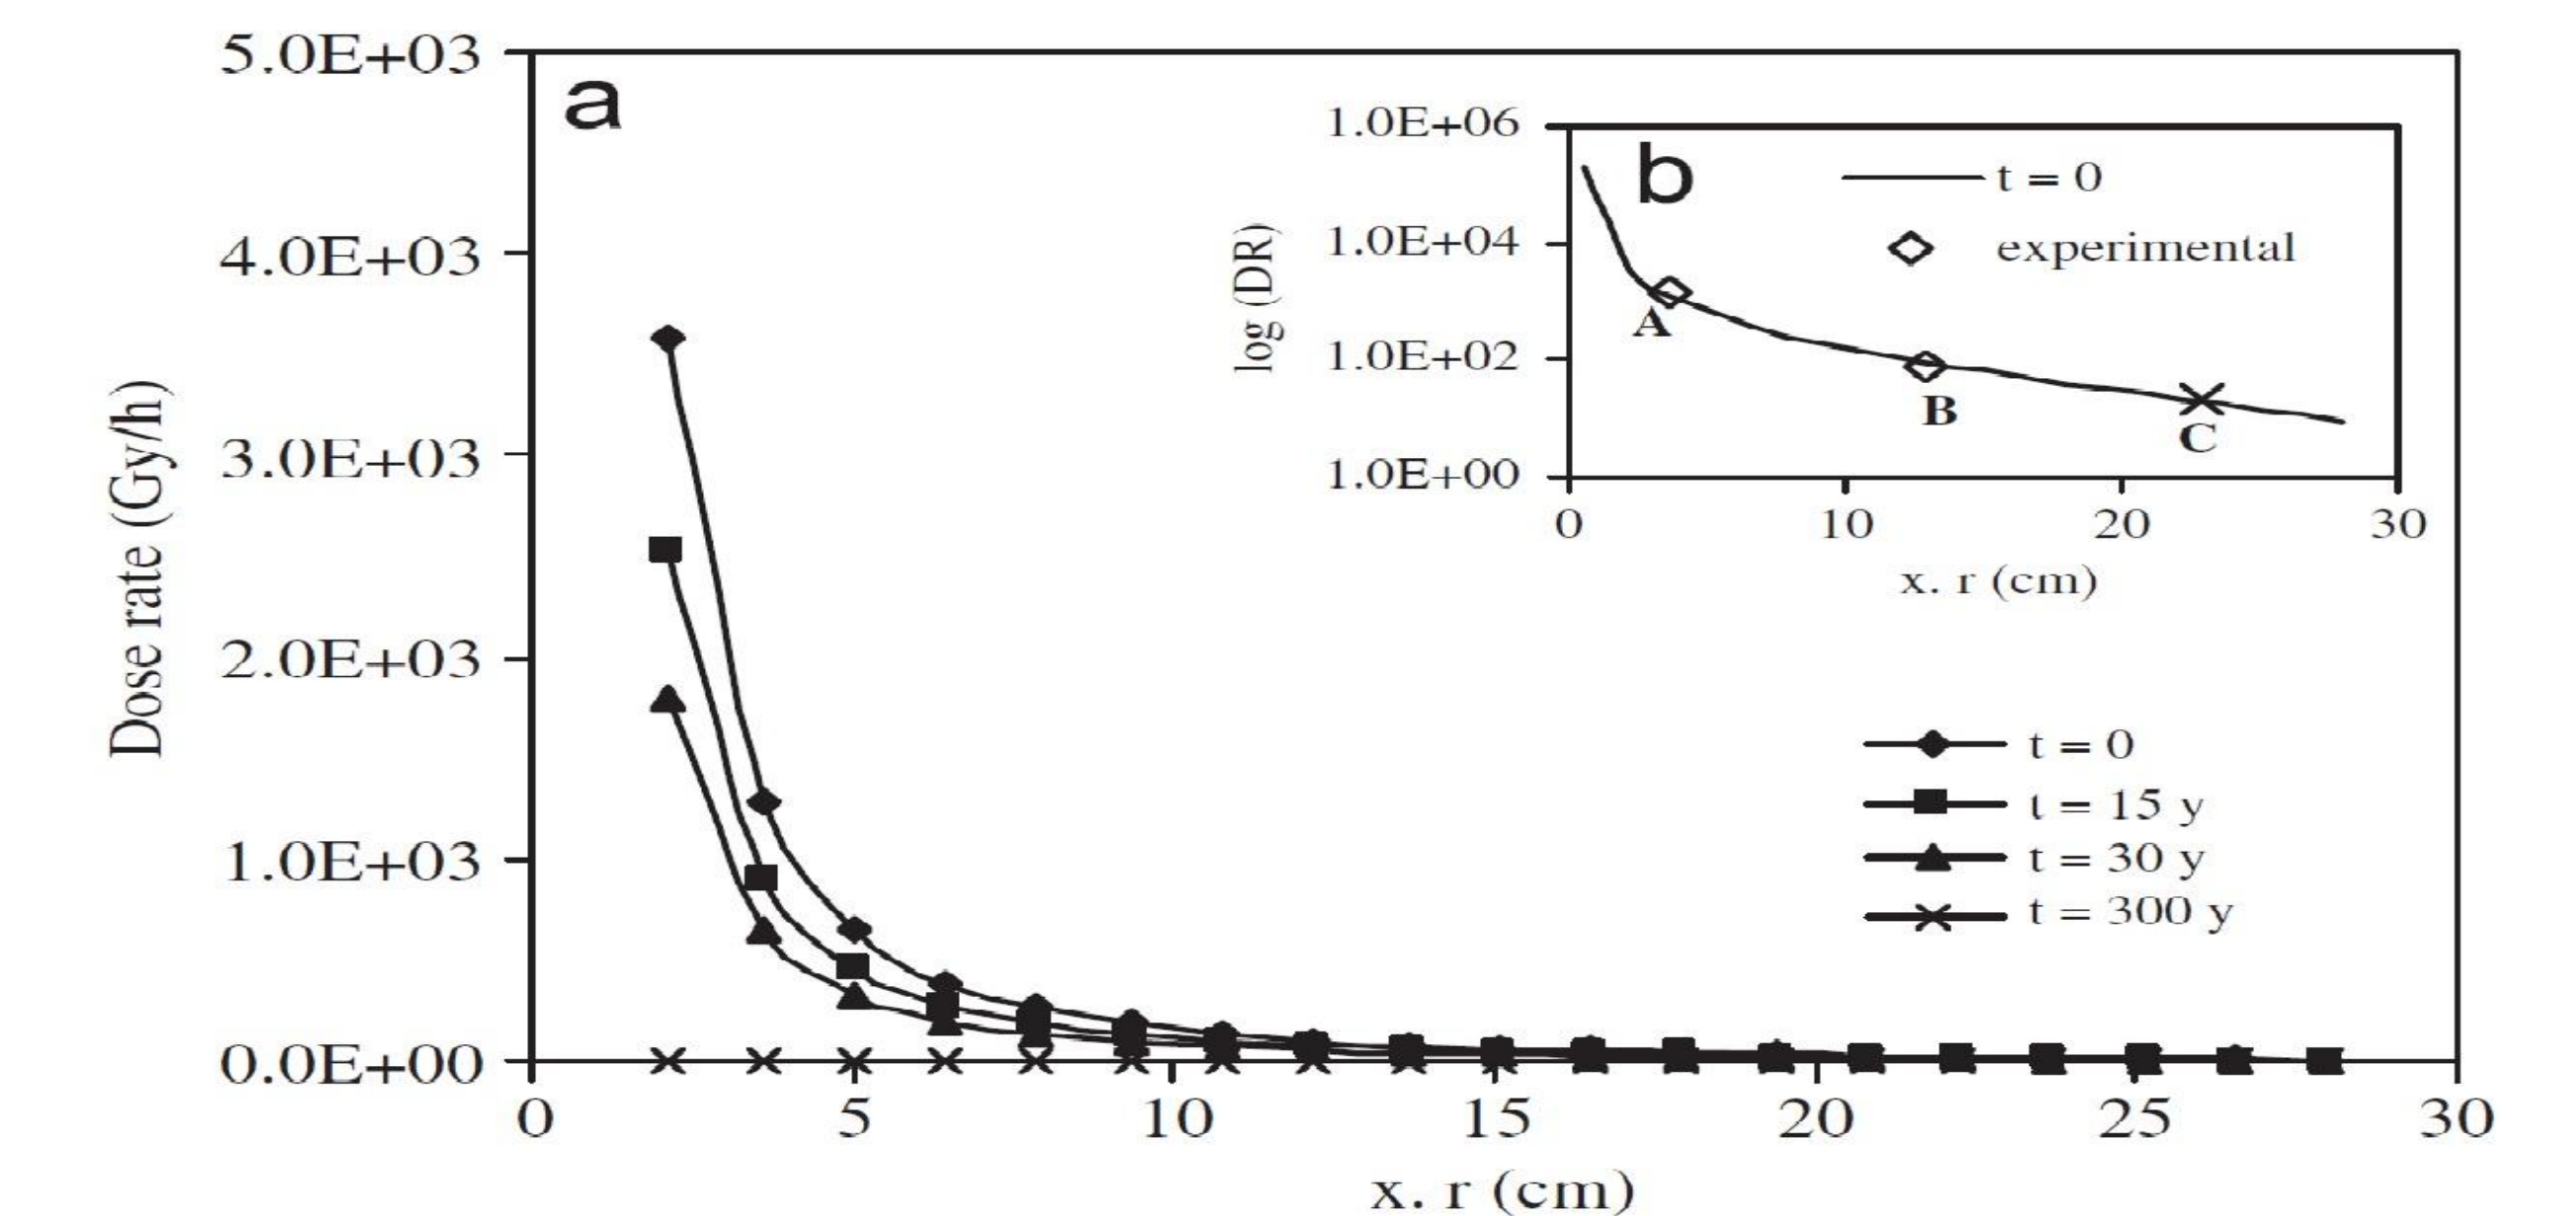 a
5.0E+03
4.0E+03
3.0E+03
2.0E+03
1.0E+03
0.0E+00
Dose rate (Gy/h)
0 5 10 15 20 25 30
x. r (cm)
b
1.0E+06
1.0E+04
1.0E+02
1.0E+00
log (DR)
t = 0
experimental
A
B
C
0 10 20 30
x. r (cm)
t = 0
t = 15 y
t = 30 y
t = 300 y